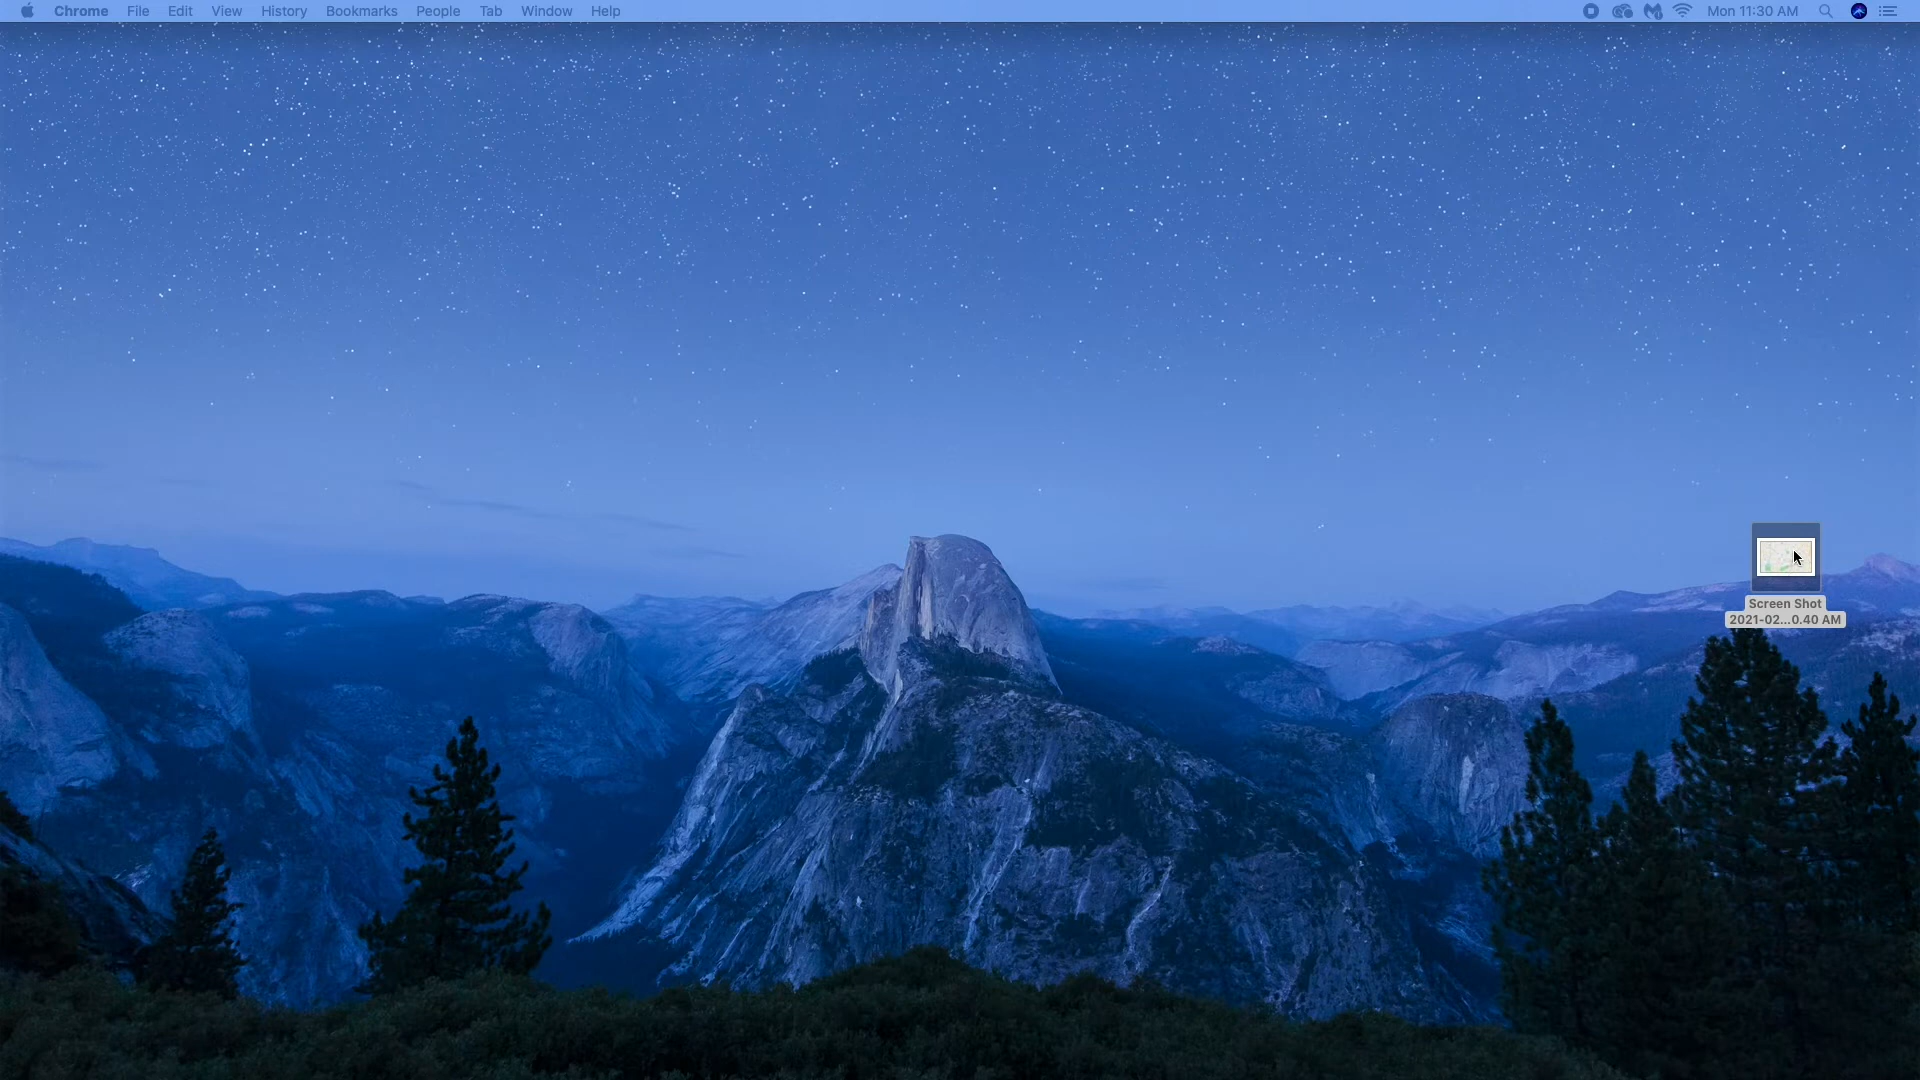 Chrome File Edit View History Bookmarks People Tab Window Help Mon 11:30 AM
Screen Shot
2021-02...0.40 AM